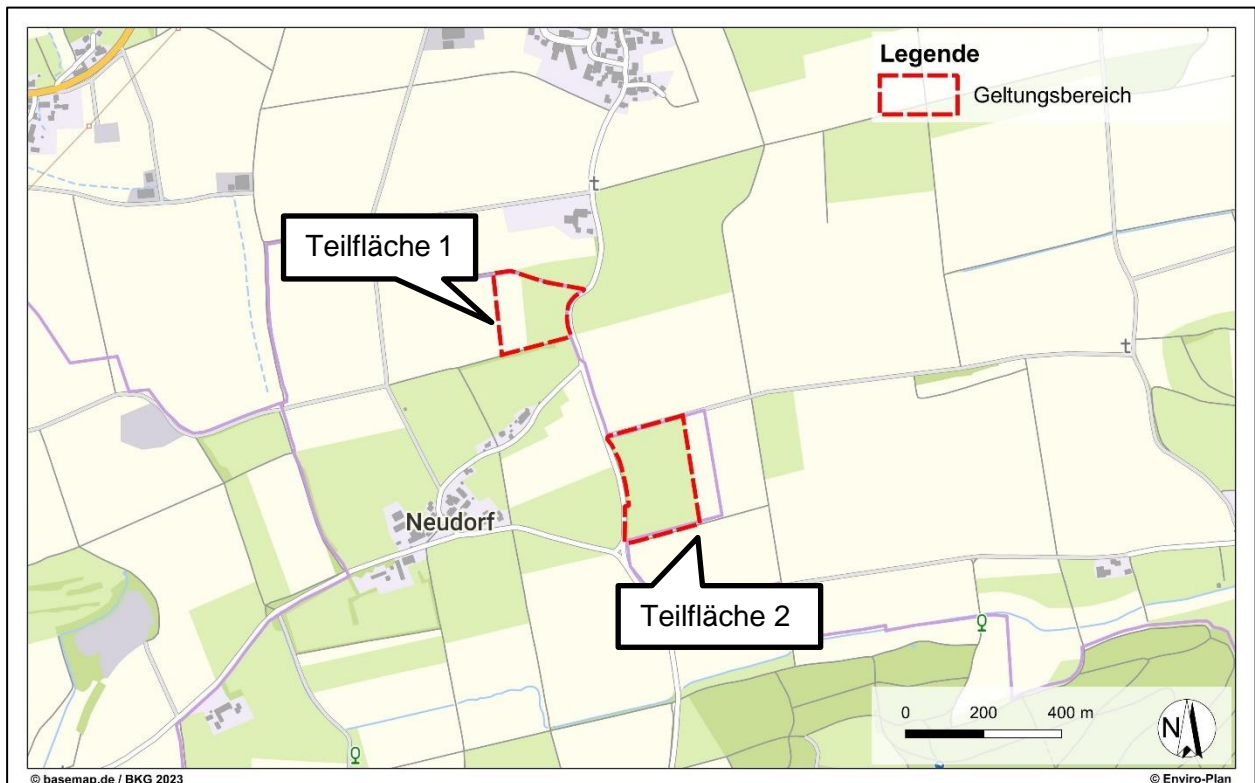 Legende
Geltungsbereich
Teilfläche 1
Neudorf
Teilfläche 2
0 200 400 m
N
© basemap.de / BKG 2023
© Enviro-Plan